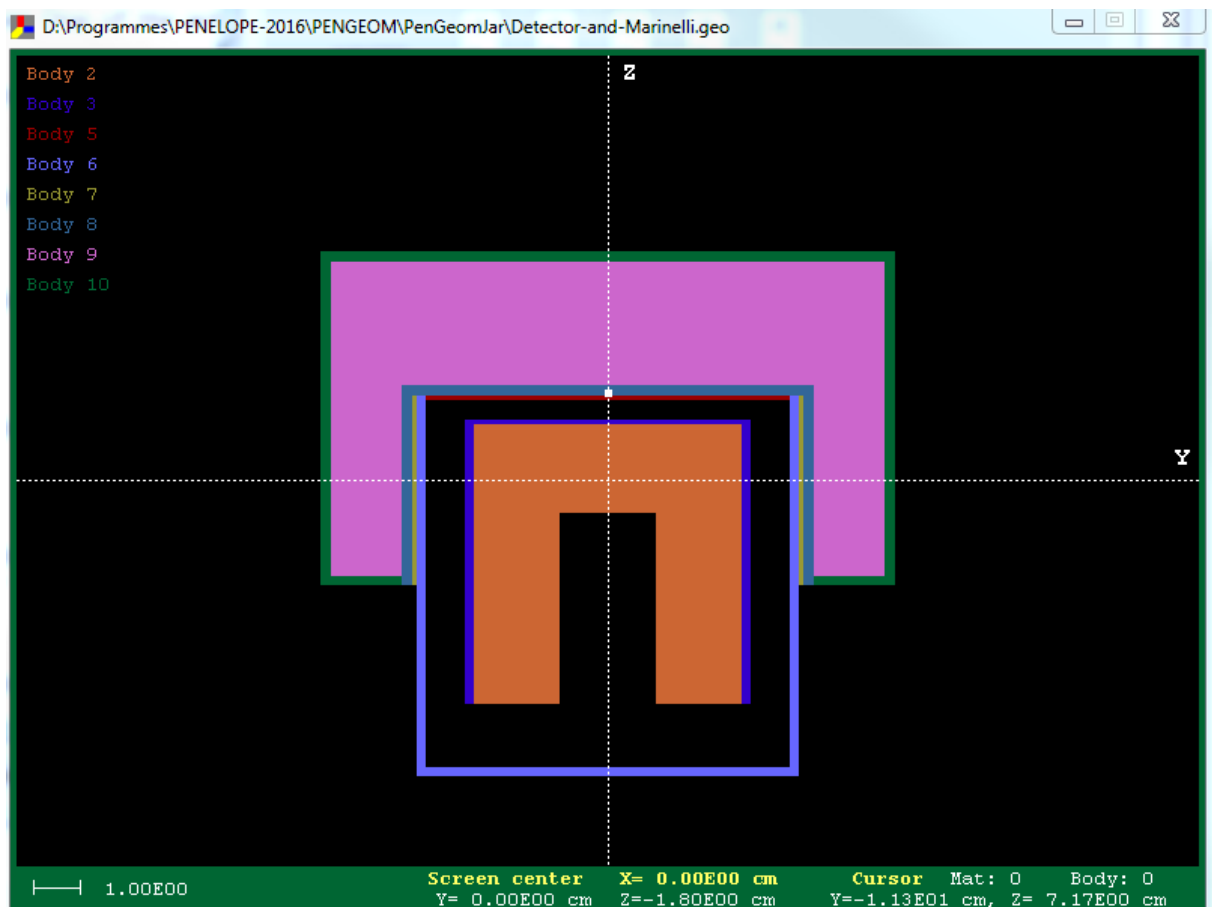 D:\Programmes\PENELOPE-2016\PENGEOM\PenGeomJar\Detector-and-Marinelli.geo
Body 2
Body 3
Body 5
Body 6
Body 7
Body 8
Body 9
Body 10
Z
Y
1.00E00
Screen center X= 0.00E00 cm Cursor Mat: 0 Body: 0
Y= 0.00E00 cm Z=-1.80E00 cm Y=-1.13E01 cm, Z= 7.17E00 cm